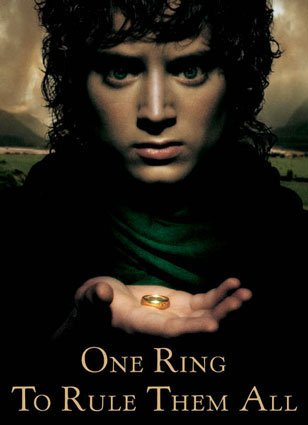 One Ring
To Rule Them All